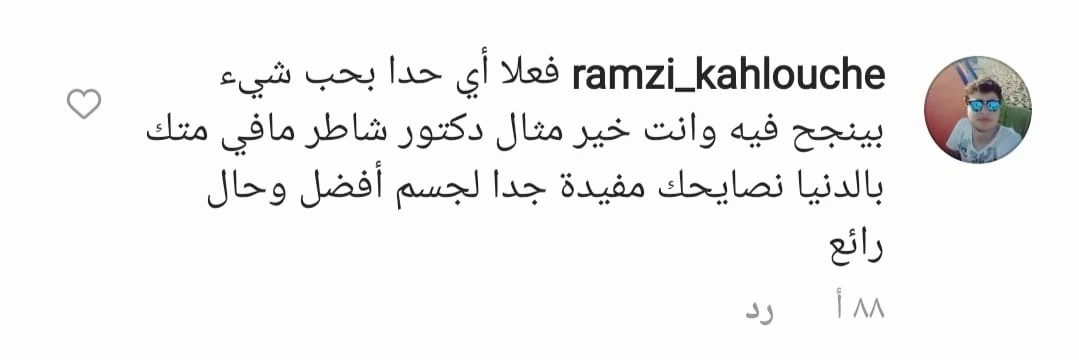 ramzi_kahlouche فعلا أي حدا بحب شيء
بينجح فيه وانت خير مثال دكتور شاطر مافي متك
بالدنيا نصايحك مفيدة جدا لجسم أفضل وحال
رائع
٨٨ أ رد